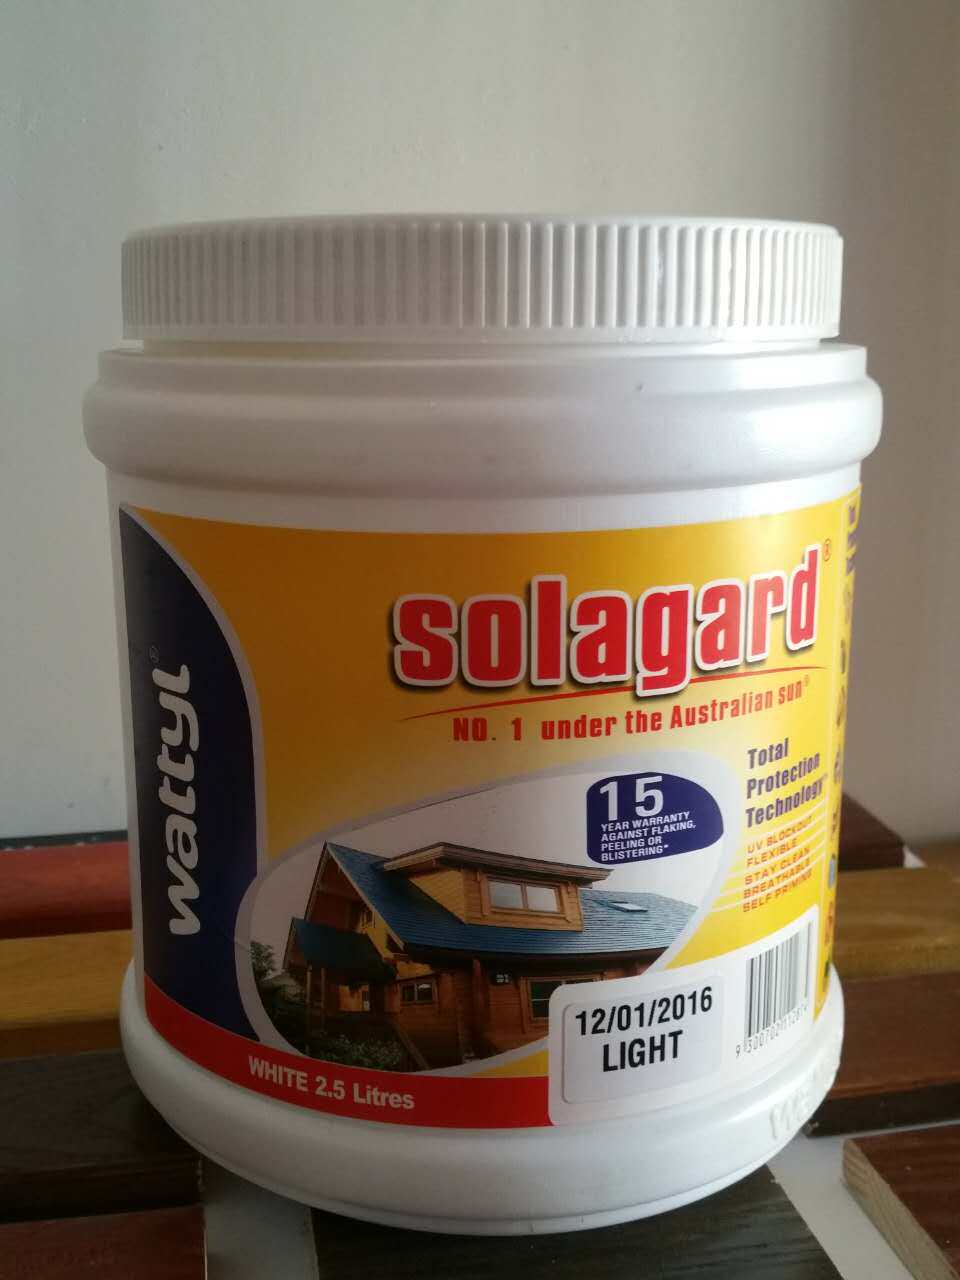 wattyl®
solagard®
NO. 1 under the Australian sun®
15
YEAR WARRANTY
AGAINST FLAKING,
PEELING OR
BLISTERING*
Total
Protection
Technology™
UV BLOCKOUT
FLEXIBLE
STAY CLEAN
BREATHABLE
SELF PRIMING
12/01/2016
LIGHT
WHITE 2.5 Litres